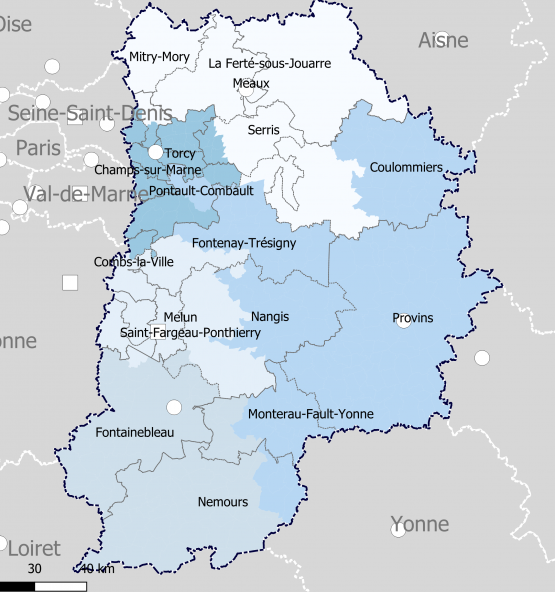 Oise
Aisne
Mitry-Mory
La Ferté-sous-Jouarre
Meaux
Seine-Saint-Denis
Serris
Paris
Torcy
Champs-sur-Marne
Coulommiers
Val-de-Marne
Pontault-Combault
Fontenay-Trésigny
Combs-la-Ville
Melun
Nangis
Provins
Saint-Fargeau-Ponthierry
onne
Monterau-Fault-Yonne
Fontainebleau
Nemours
Yonne
Loiret
30
40 km